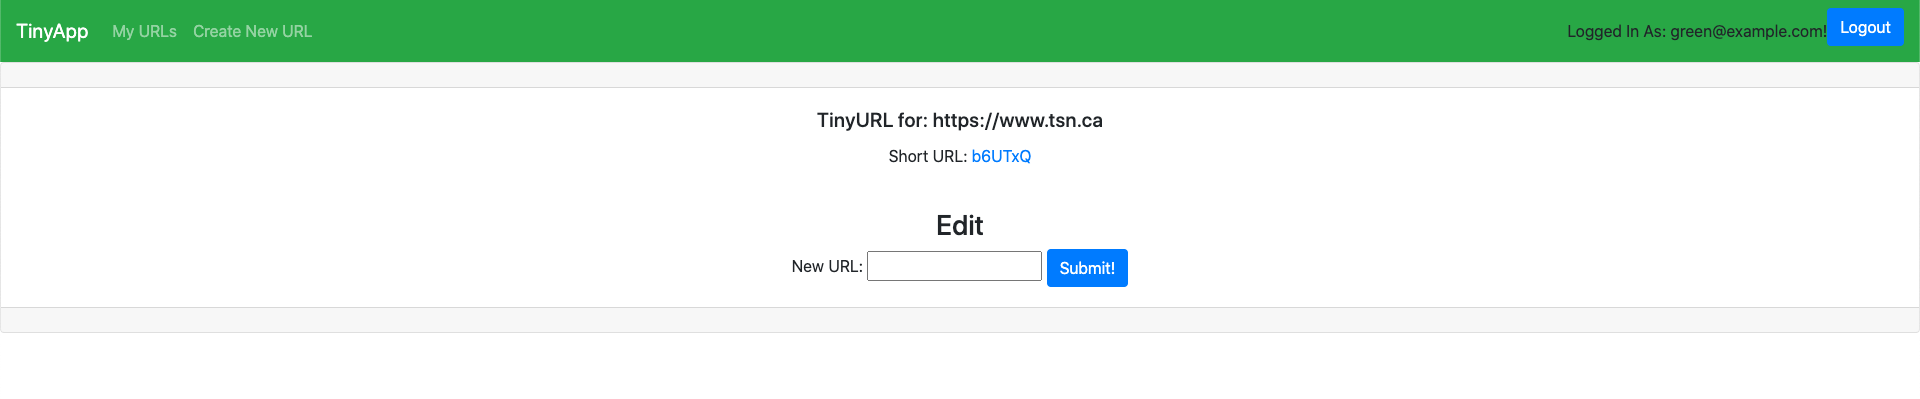 TinyApp My URLs Create New URL Logged In As: green@example.com! Logout
TinyURL for: https://www.tsn.ca
Short URL: b6UTxQ
Edit
New URL: Submit!